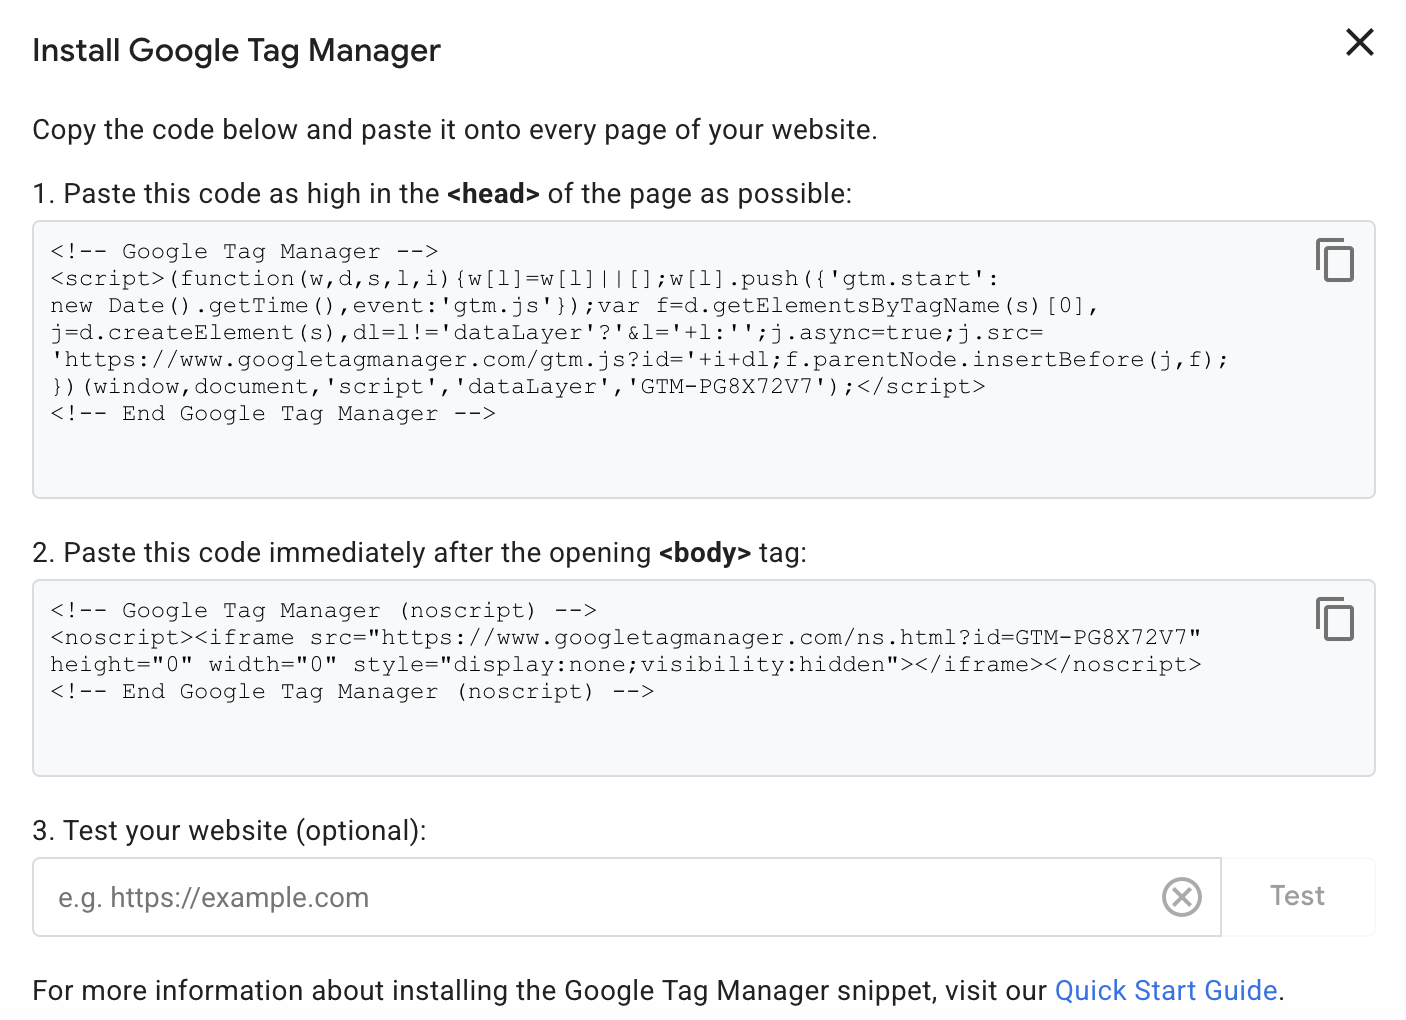 Install Google Tag Manager
Copy the code below and paste it onto every page of your website.
1. Paste this code as high in the <head> of the page as possible:
<!-- Google Tag Manager -->
<script>(function(w,d,s,l,i){w[l]=w[l]||[];w[l].push({'gtm.start':
new Date().getTime(),event:'gtm.js'});var f=d.getElementsByTagName(s)[0],
j=d.createElement(s),dl=l!='dataLayer'?'&l='+l:'';j.async=true;j.src=
'https://www.googletagmanager.com/gtm.js?id='+i+dl;f.parentNode.insertBefore(j,f);
})(window,document,'script','dataLayer','GTM-PG8X72V7');</script>
<!-- End Google Tag Manager -->
2. Paste this code immediately after the opening <body> tag:
<!-- Google Tag Manager (noscript) -->
<noscript><iframe src="https://www.googletagmanager.com/ns.html?id=GTM-PG8X72V7"
height="0" width="0" style="display:none;visibility:hidden"></iframe></noscript>
<!-- End Google Tag Manager (noscript) -->
3. Test your website (optional):
e.g. https://example.com
Test
For more information about installing the Google Tag Manager snippet, visit our Quick Start Guide.